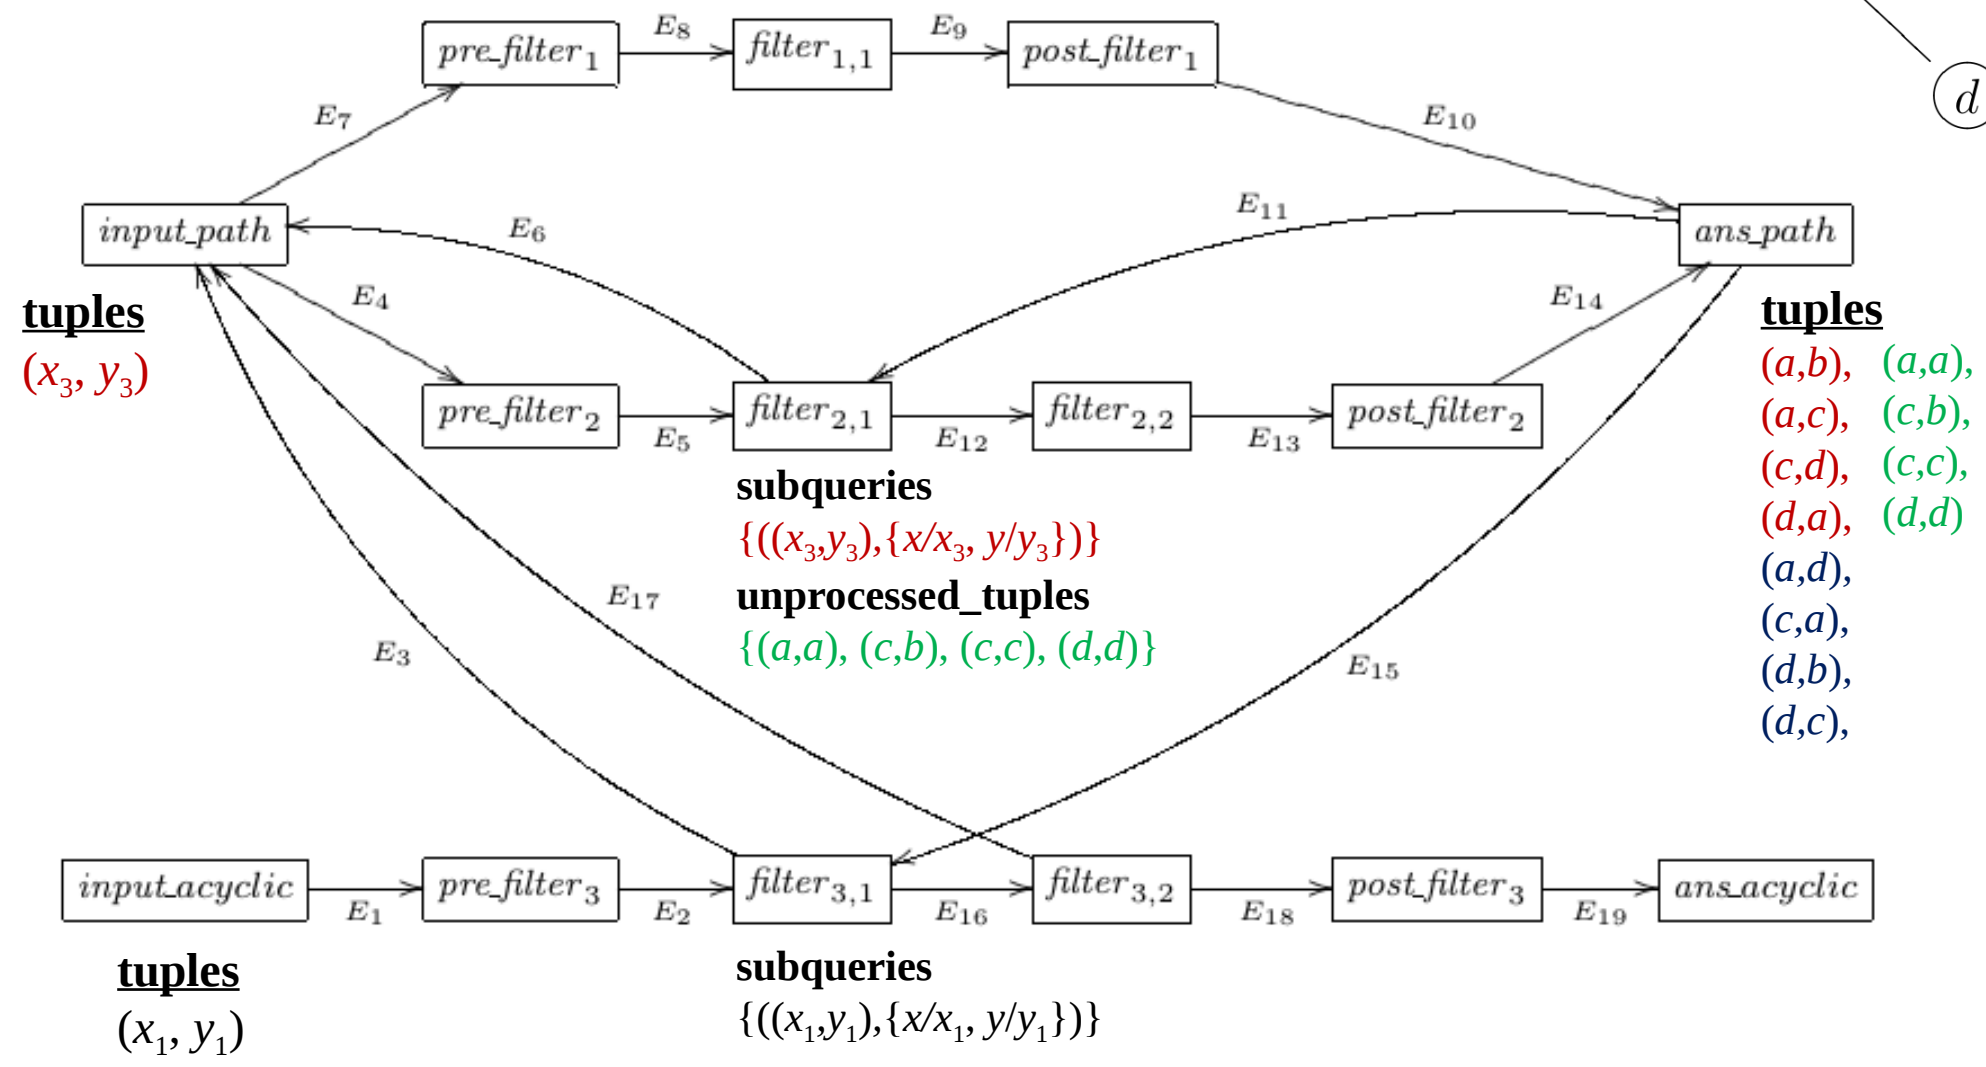 E8 E9
pre_filter1 filter1,1 post_filter1
d
E7 E10
E11
input_path E6 ans_path
E4 E14
tuples tuples
(x3, y3) (a,b), (a,a),
pre_filter2 filter2,1 filter2,2 post_filter2 (a,c), (c,b),
E5 E12 E13
subqueries (c,d), (c,c),
{((x3,y3),{x/x3, y/y3})} (d,a), (d,d)
unprocessed_tuples (a,d),
{(a,a), (c,b), (c,c), (d,d)} (c,a),
E17
E3 E15
(d,b),
(d,c),
input_acyclic pre_filter3 filter3,1 filter3,2 post_filter3 ans_acyclic
E1 E2 E16 E18 E19
tuples subqueries
(x1, y1) {((x1,y1),{x/x1, y/y1})}